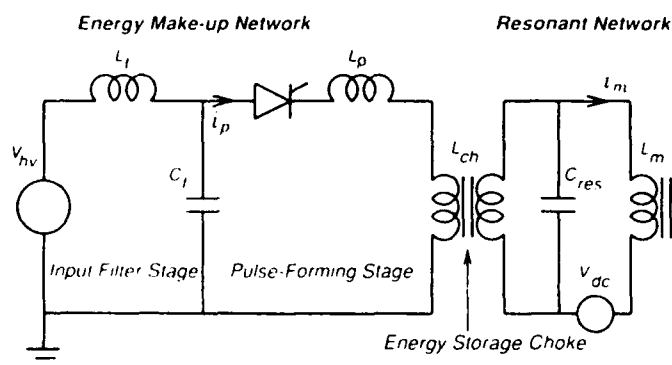 Energy Make-up Network
Resonant Network
L_f
L_p
i_p
i_m
V_hv
C_f
L_ch
C_res
L_m
Input Filter Stage
Pulse-Forming Stage
V_dc
Energy Storage Choke